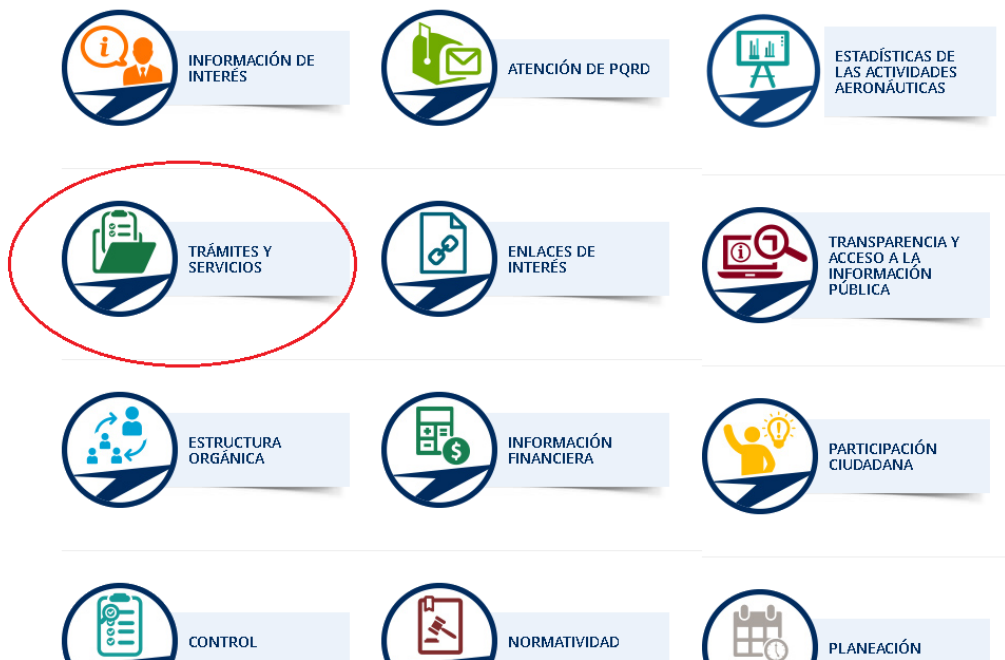 INFORMACIÓN DE
INTERÉS
ATENCIÓN DE PQRD
ESTADÍSTICAS DE
LAS ACTIVIDADES
AERONÁUTICAS
TRÁMITES Y
SERVICIOS
ENLACES DE
INTERÉS
TRANSPARENCIA Y
ACCESO A LA
INFORMACIÓN
PÚBLICA
ESTRUCTURA
ORGÁNICA
INFORMACIÓN
FINANCIERA
PARTICIPACIÓN
CIUDADANA
CONTROL
NORMATIVIDAD
PLANEACIÓN